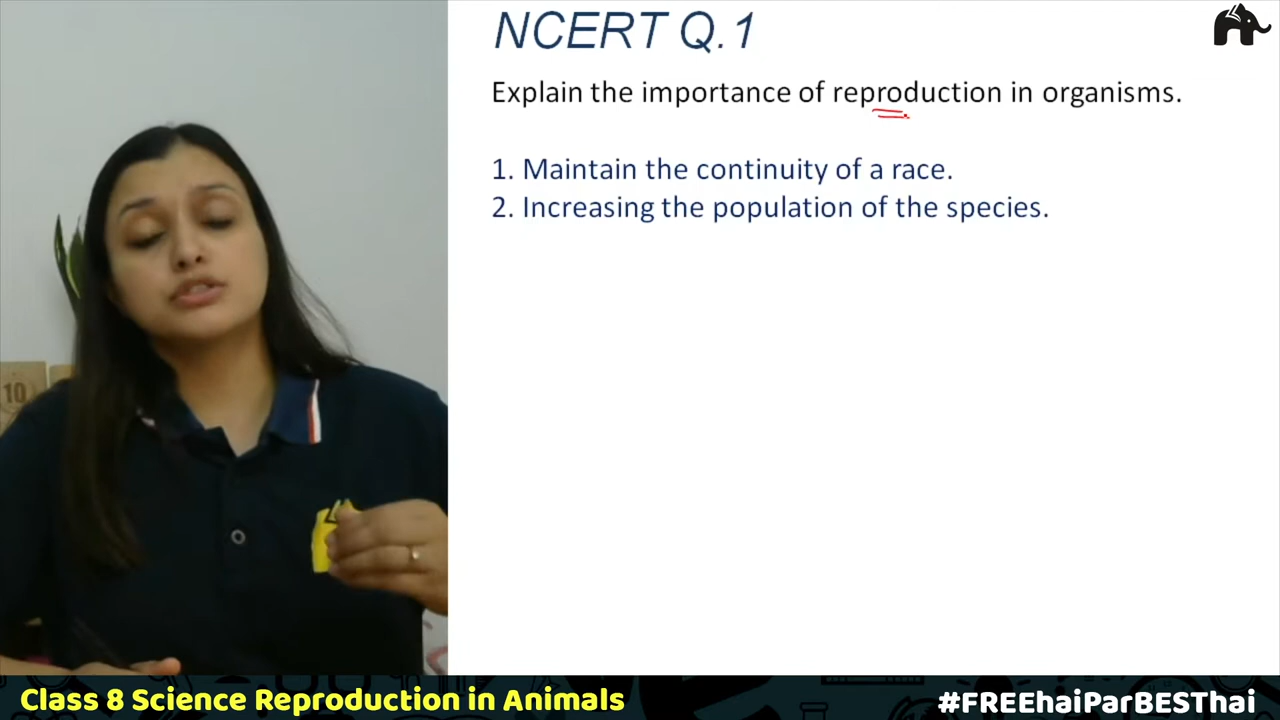 NCERT Q.1
Explain the importance of reproduction in organisms.
1. Maintain the continuity of a race.
2. Increasing the population of the species.
10
Class 8 Science Reproduction in Animals
#FREEhaiParBESThai